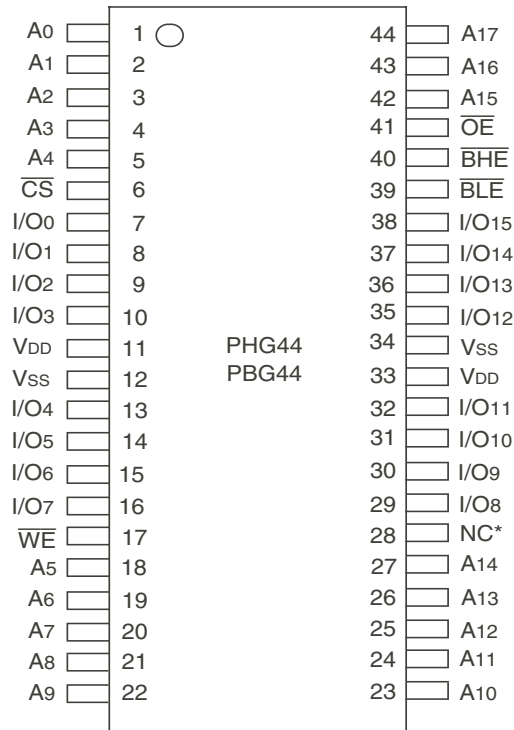 A0 1 44 A17
A1 2 43 A16
A2 3 42 A15
A3 4 41 OE
A4 5 40 BHE
CS 6 39 BLE
I/O0 7 38 I/O15
I/O1 8 37 I/O14
I/O2 9 36 I/O13
I/O3 10 35 I/O12
VDD 11 PHG44 34 VSS
VSS 12 PBG44 33 VDD
I/O4 13 32 I/O11
I/O5 14 31 I/O10
I/O6 15 30 I/O9
I/O7 16 29 I/O8
WE 17 28 NC*
A5 18 27 A14
A6 19 26 A13
A7 20 25 A12
A8 21 24 A11
A9 22 23 A10